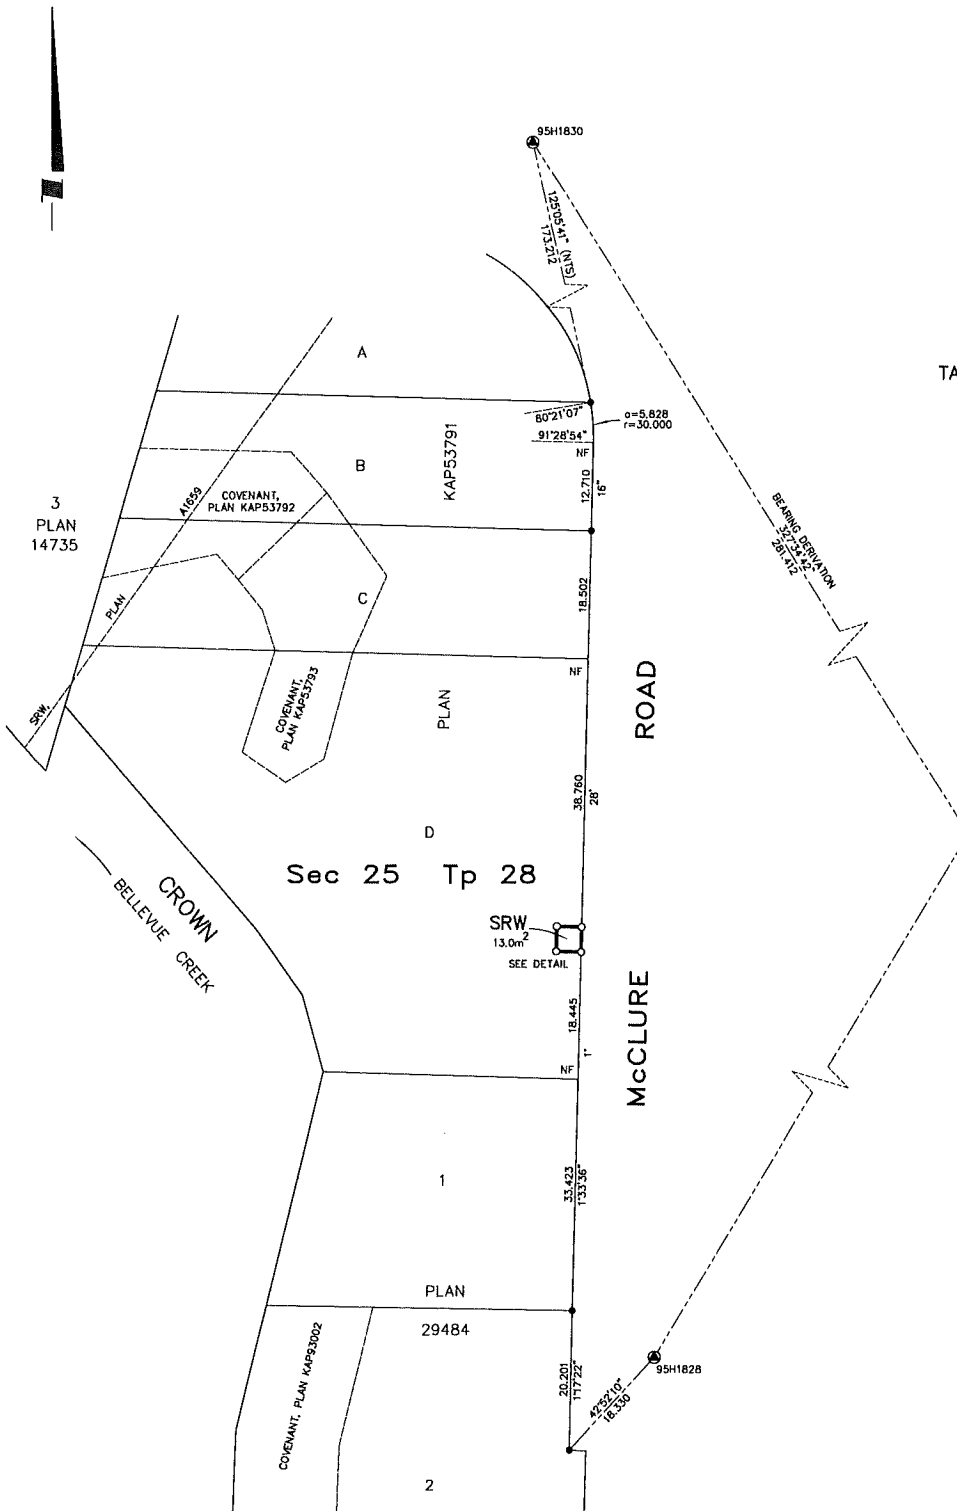 95H1830
125°05'41" (NTS)
173.212
TA
A
80°21'07"
a=5.828
r=30.000
91°28'54"
NF
B
KAP53791
12.710
16"
COVENANT,
PLAN KAP53792
A1659
3
PLAN
14735
BEARING DERIVATION
327°34'42"
281.412
18.502
C
PLAN
NF
SRW,
COVENANT,
PLAN KAP53793
PLAN
ROAD
38.760
28'
D
Sec 25 Tp 28
CROWN
BELLEVUE CREEK
SRW
13.0m²
SEE DETAIL
18.445
1°
McCLURE
NF
1
33.423
1°33'36"
PLAN
29484
COVENANT, PLAN KAP93002
20.201
1°17'22"
95H1828
42°52'10"
18.330
2